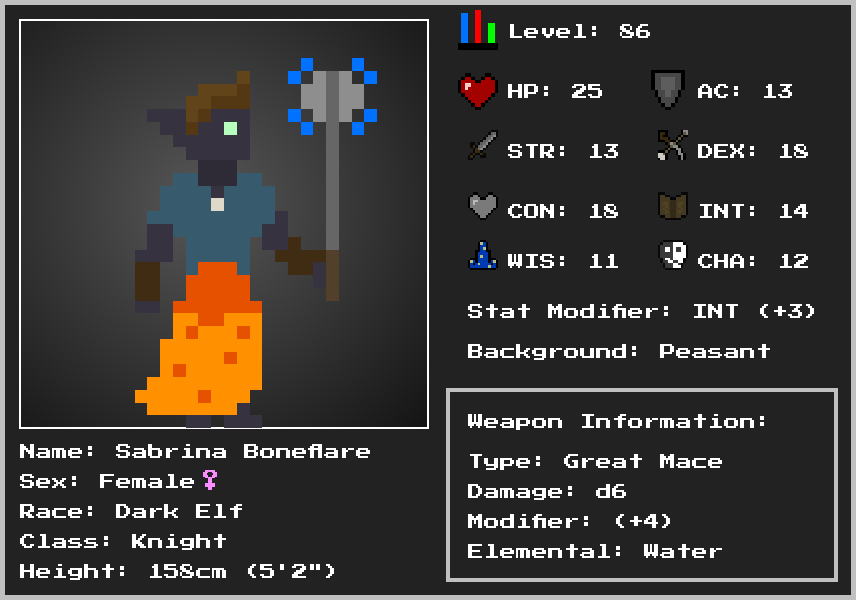 Level: 86
HP: 25
AC: 13
STR: 13
DEX: 18
CON: 18
INT: 14
WIS: 11
CHA: 12
Stat Modifier: INT (+3)
Background: Peasant
Weapon Information:
Type: Great Mace
Damage: d6
Modifier: (+4)
Elemental: Water
Name: Sabrina Boneflare
Sex: Female♀
Race: Dark Elf
Class: Knight
Height: 158cm (5'2")